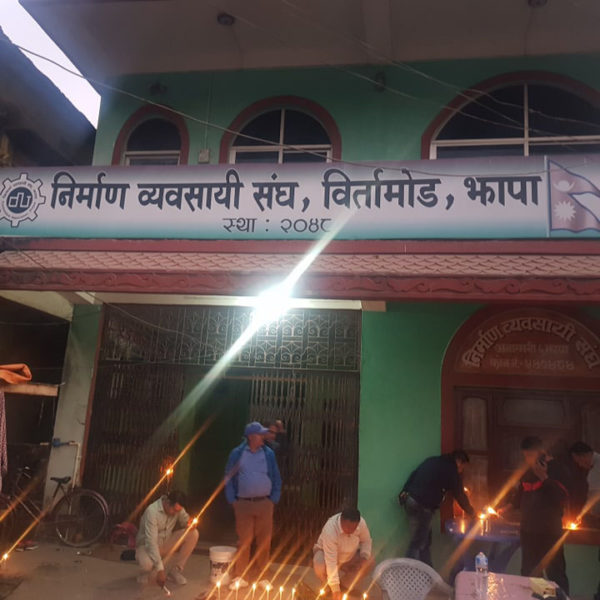 निर्माण व्यवसायी संघ, विर्तामोड, झापा
स्था : २०४८
निर्माण व्यवसायी संघ